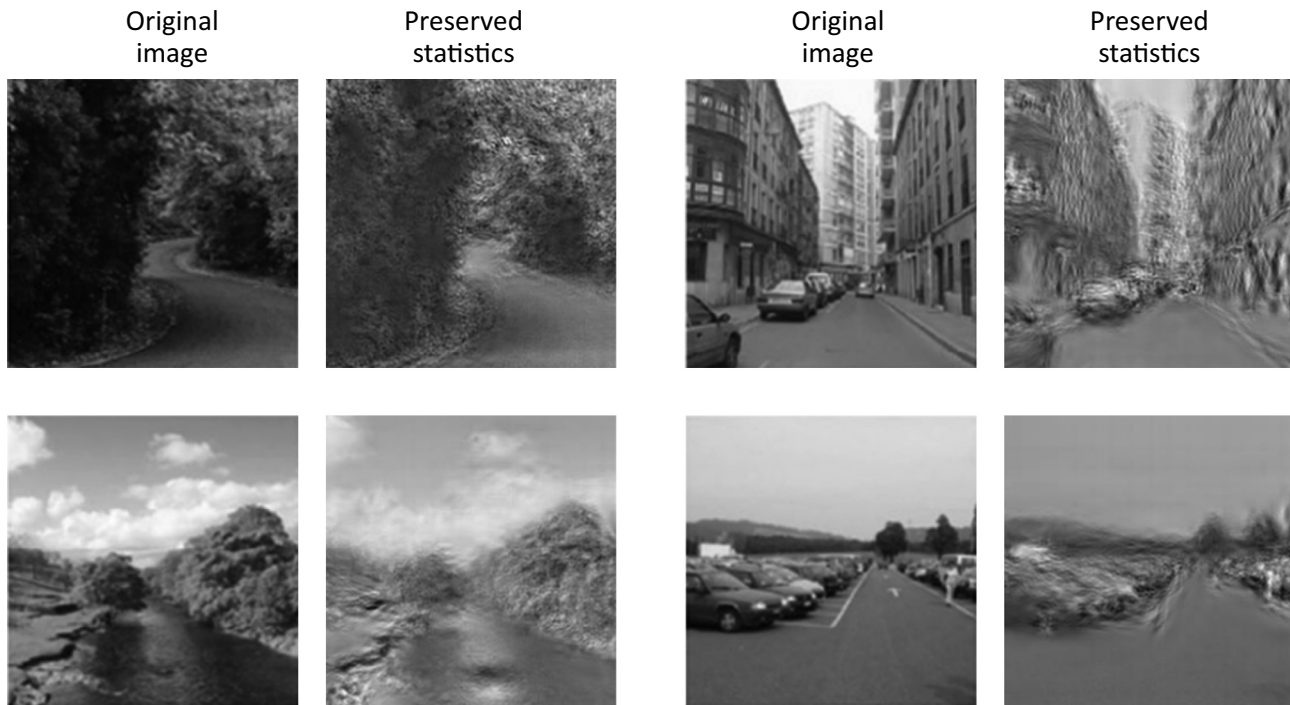 Original
image
Preserved
statistics
Original
image
Preserved
statistics